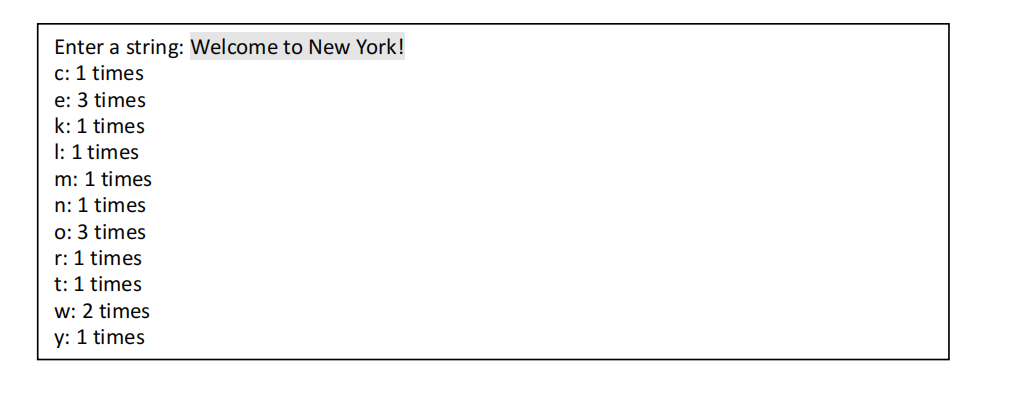 Enter a string: Welcome to New York!
c: 1 times
e: 3 times
k: 1 times
l: 1 times
m: 1 times
n: 1 times
o: 3 times
r: 1 times
t: 1 times
w: 2 times
y: 1 times